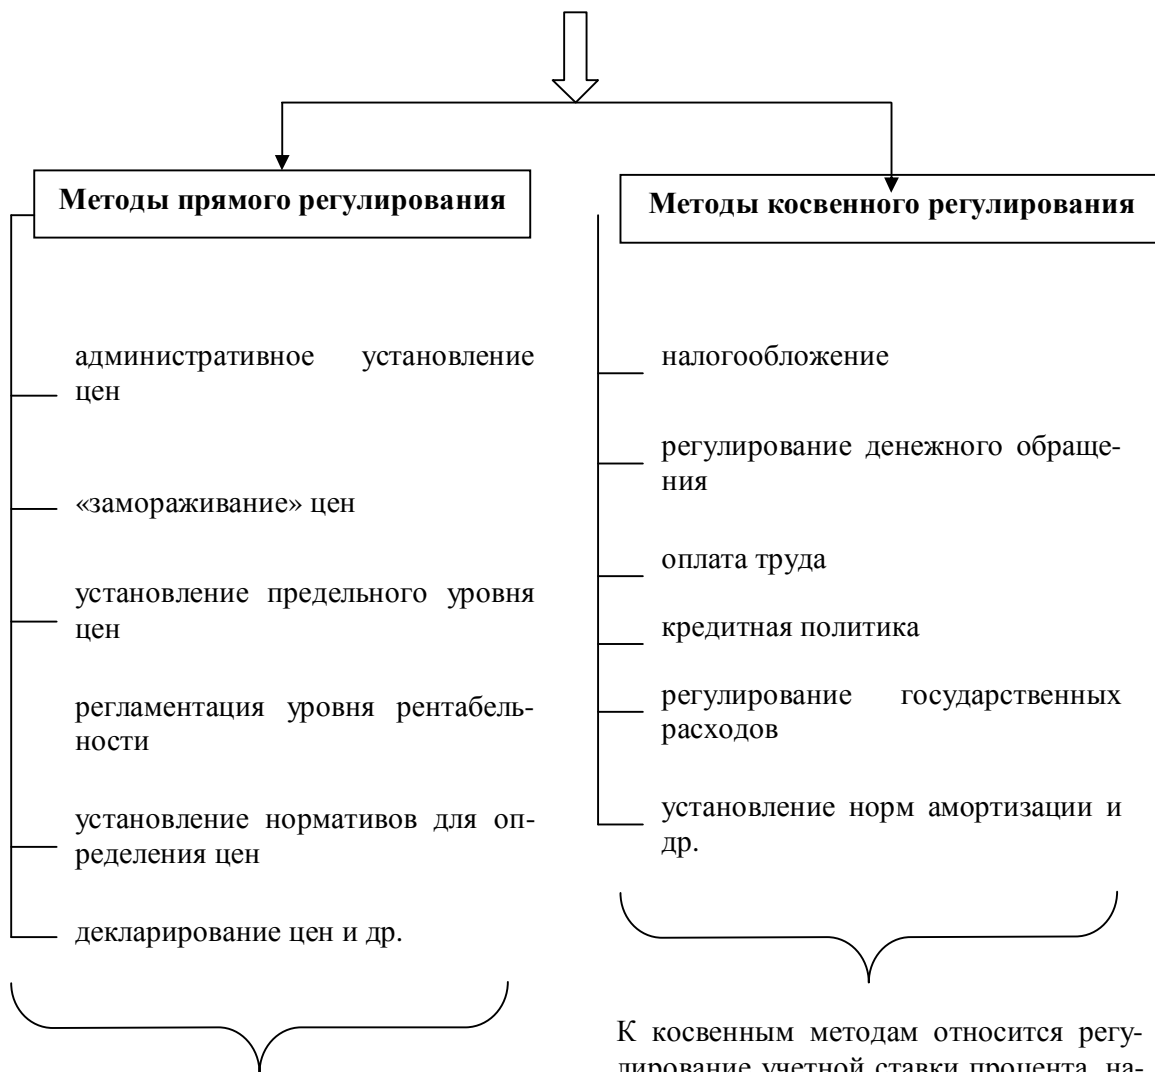 Методы прямого регулирования
административное установление
цен
«замораживание» цен
установление предельного уровня
цен
регламентация уровня рентабель-
ности
установление нормативов для оп-
ределения цен
декларирование цен и др.
Методы косвенного регулирования
налогообложение
регулирование денежного обраще-
ния
оплата труда
кредитная политика
регулирование государственных
расходов
установление норм амортизации и
др.
К косвенным методам относится регу-
лирование учетной ставки процента, на-